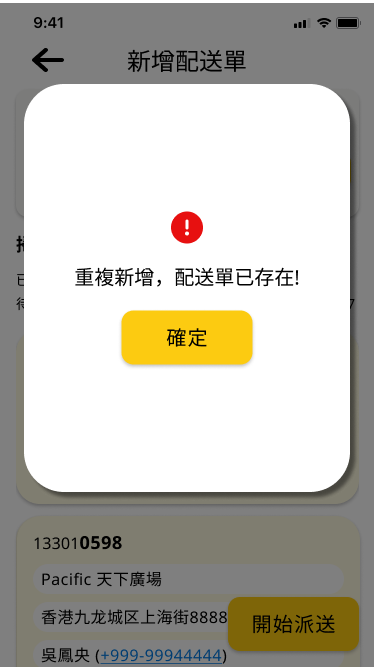 9:41
新增配送單
重複新增，配送單已存在!
確定
7
133010598
Pacific 天下廣場
香港九龙城区上海街8888
開始派送
吳鳳央 (+999-99944444)